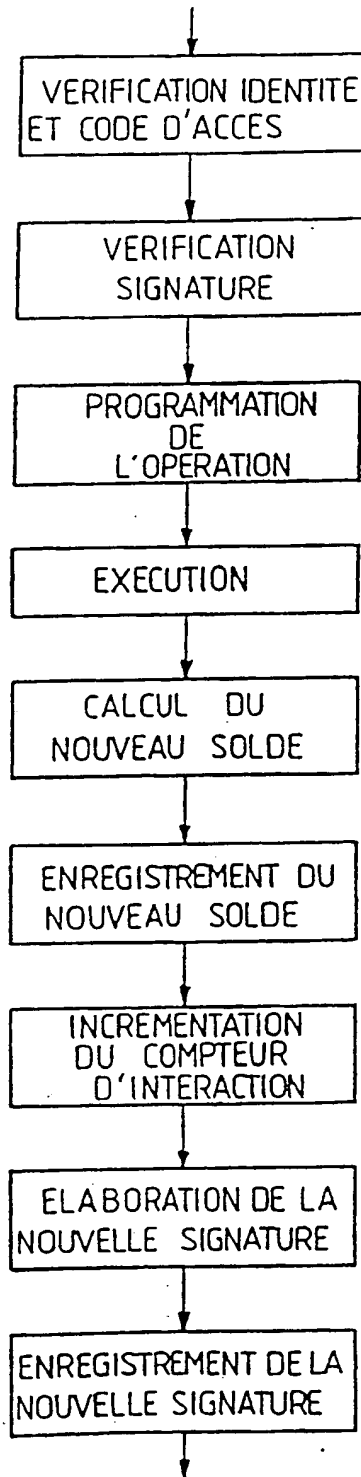 VERIFICATION IDENTITE
ET CODE D'ACCES
VERIFICATION
SIGNATURE
PROGRAMMATION
DE
L'OPERATION
EXECUTION
CALCUL DU
NOUVEAU SOLDE
ENREGISTREMENT DU
NOUVEAU SOLDE
INCREMENTATION
DU COMPTEUR
D'INTERACTION
ELABORATION DE LA
NOUVELLE SIGNATURE
ENREGISTREMENT DE LA
NOUVELLE SIGNATURE